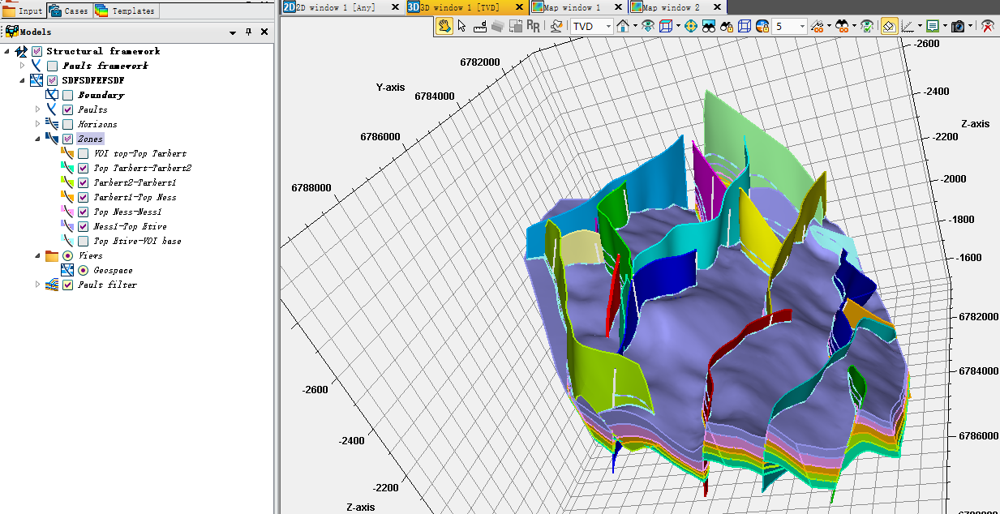 Input Cases Templates
Models
Structural framework
Fault framework
SDFSDFEFSDF
Boundary
Faults
Horizons
Zones
VOI top-Top Tarbert
Top Tarbert-Tarbert2
Tarbert2-Tarbert1
Tarbert1-Top Ness
Top Ness-Ness1
Ness1-Top Etive
Top Etive-VOI base
Views
Geospace
Fault filter
2D 2D window 1 [Any] 3D 3D window 1 [TVD] Map window 1 Map window 2
TVD 5
-2600
6782000
Y-axis
6784000
-2400
Z-axis
6786000
-2200
6788000
-2000
-1800
-1600
6782000
6784000
-2600
6786000
-2400
-2200
Z-axis